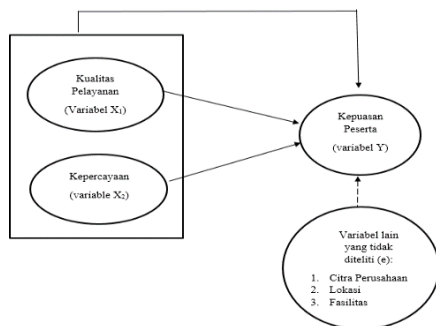 Kualitas
Pelayanan
(Variabel X₁)
Kepercayaan
(variable X₂)
Kepuasan
Peserta
(variabel Y)
Variabel lain
yang tidak
diteliti (e):
1. Citra Perusahaan
2. Lokasi
3. Fasilitas